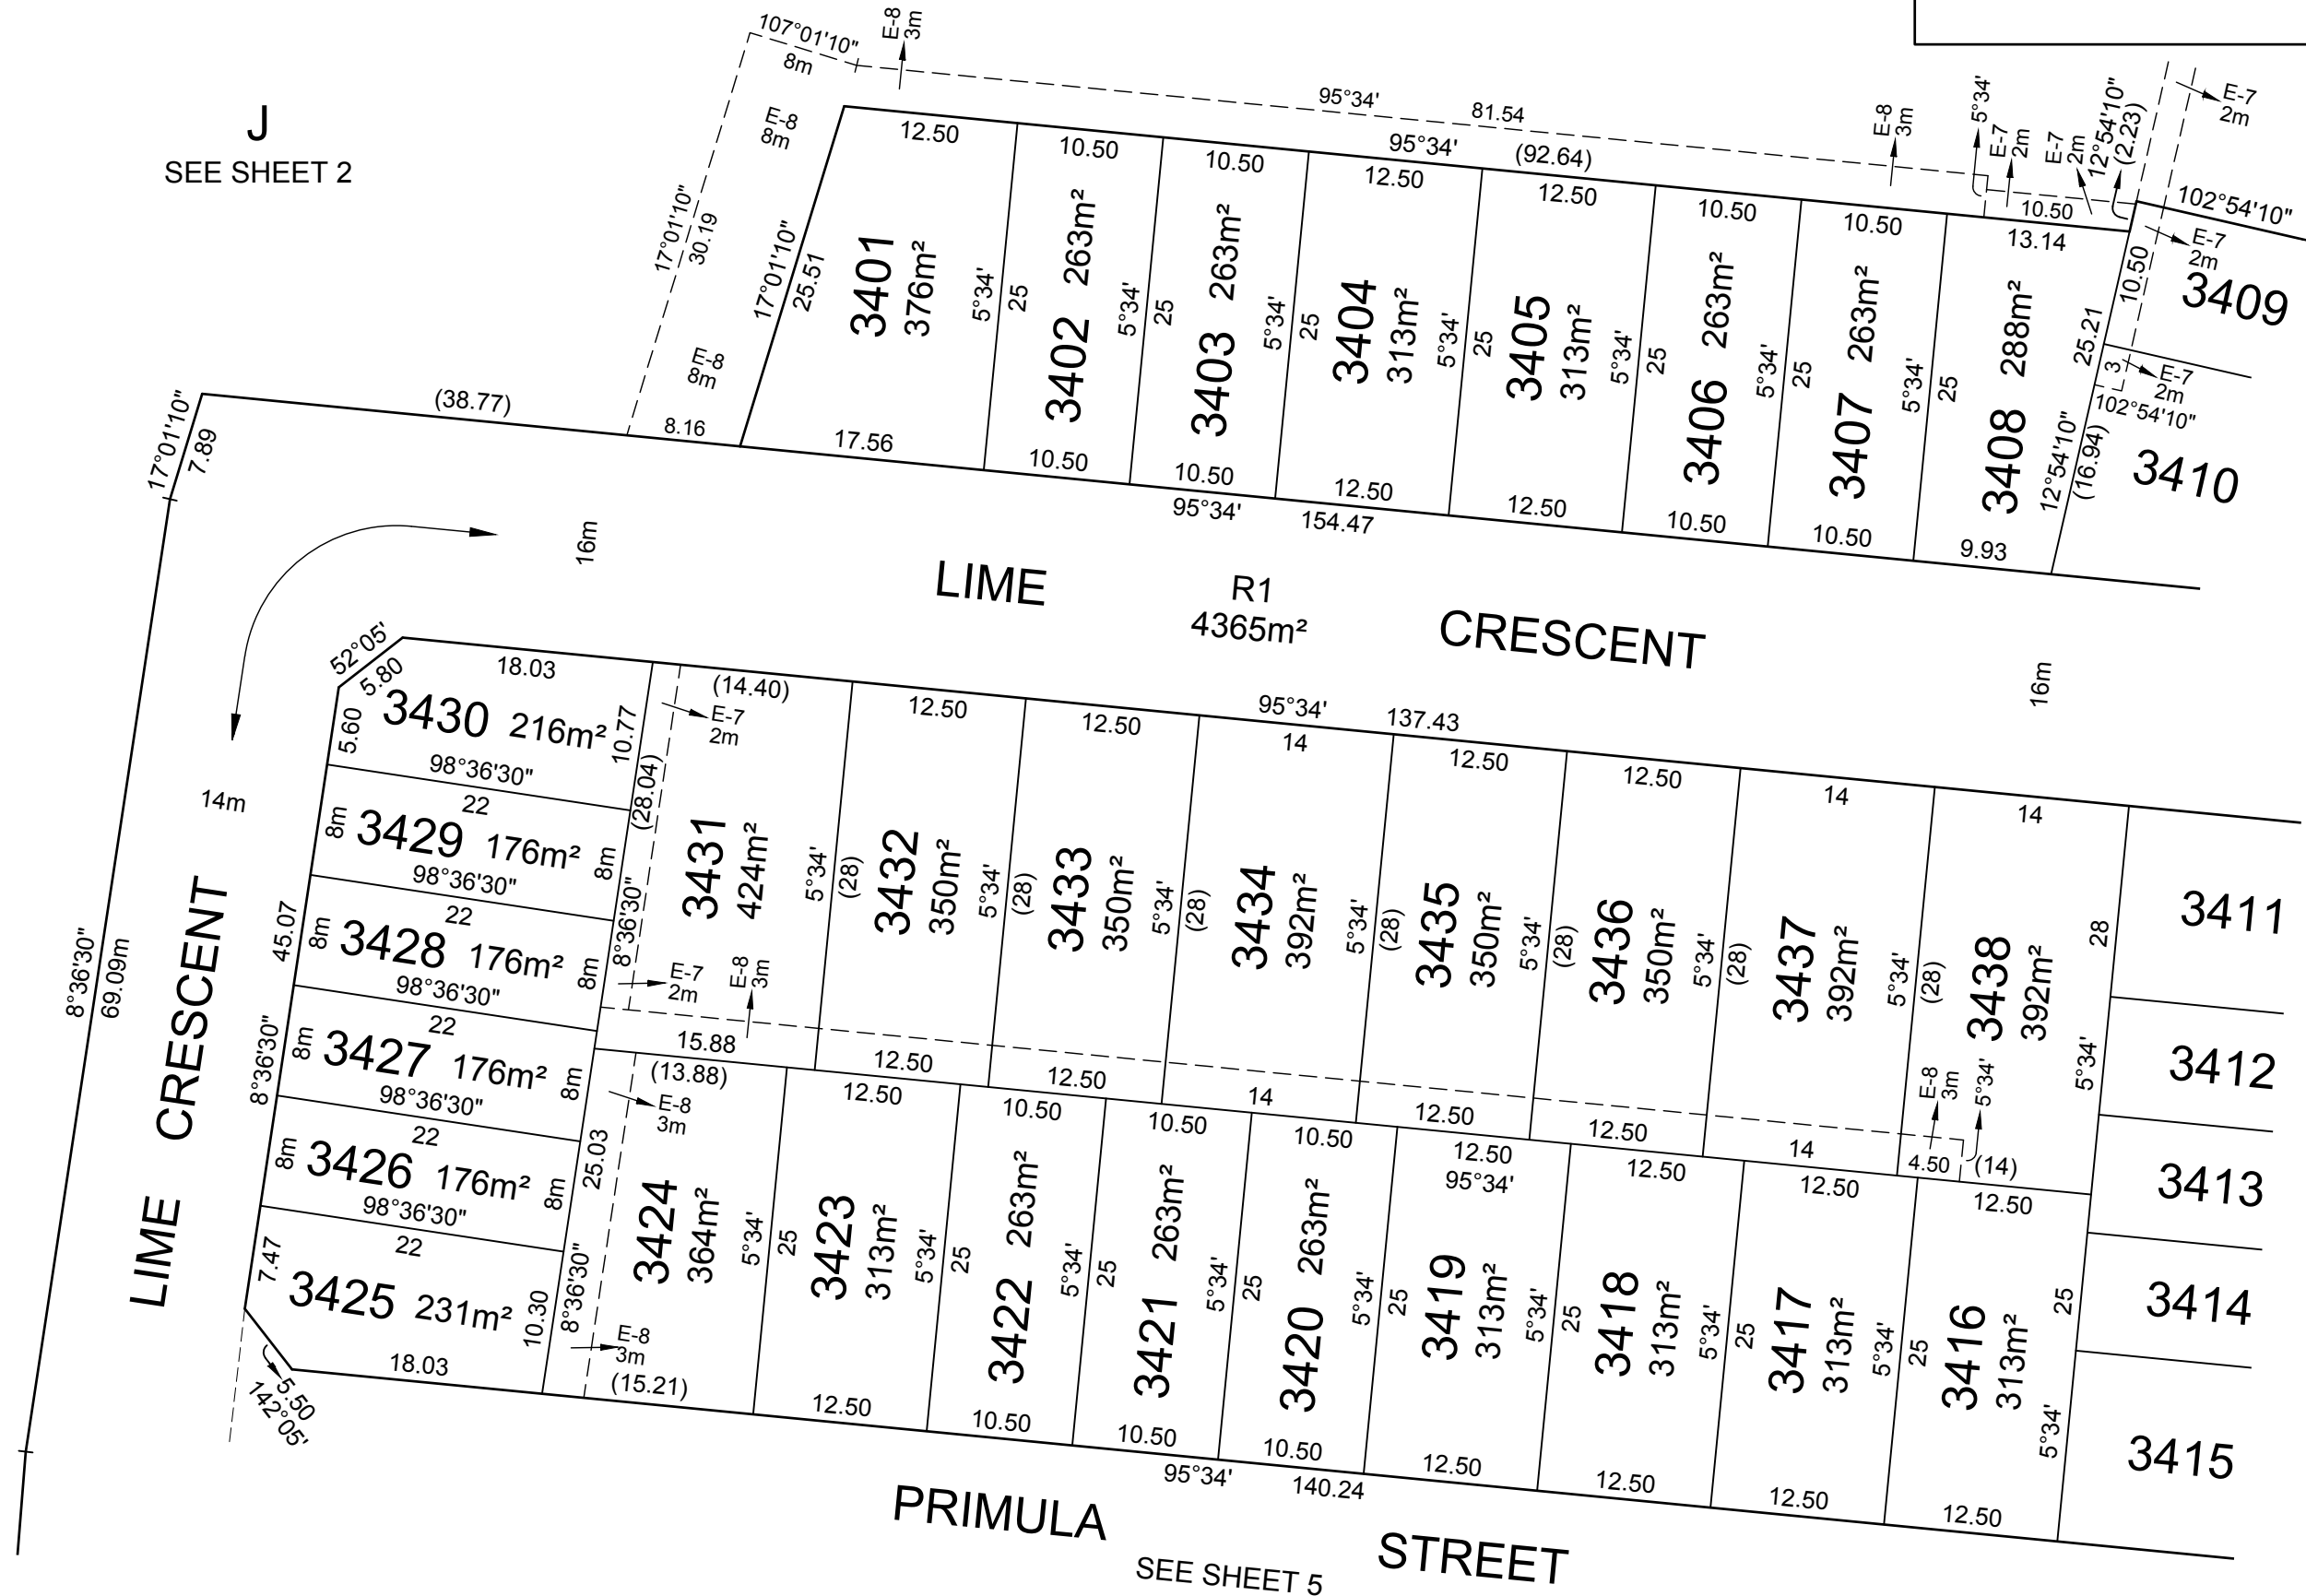 J
SEE SHEET 2
107°01'10"
8m
E-8
3m
E-8
8m
17°01'10"
30.19
E-8
8m
95°34'
81.54
95°34'
(92.64)
E-8
3m
5°34'
E-7
2m
E-7
2m
12°54'10"
(2.23)
E-7
2m
10.50
102°54'10"
E-7
2m
10.50
3409
25.21
3
E-7
2m
102°54'10"
12°54'10"
(16.94)
3410
17°01'10"
25.51
12.50
3401
376m²
17.56
5°34'
25
10.50
3402 263m²
10.50
5°34'
25
10.50
3403 263m²
10.50
5°34'
25
12.50
3404
313m²
12.50
5°34'
25
12.50
3405
313m²
12.50
5°34'
25
10.50
3406 263m²
10.50
5°34'
25
10.50
3407 263m²
10.50
5°34'
25
13.14
3408 288m²
9.93
17°01'10"
7.89
(38.77)
8.16
95°34'
154.47
16m
LIME
R1
4365m²
CRESCENT
16m
52°05'
5.80
18.03
5.60
3430 216m²
10.77
98°36'30"
22
8m
3429 176m²
8m
98°36'30"
22
8m
3428 176m²
8m
98°36'30"
22
8m
3427 176m²
8m
98°36'30"
22
8m
3426 176m²
8m
98°36'30"
22
7.47
3425 231m²
10.30
18.03
5.50
142°05'
14m
45.07
8°36'30"
8°36'30"
69.09m
LIME CRESCENT
(14.40)
E-7
2m
(28.04)
8°36'30"
3431
424m²
E-7
2m
E-8
3m
15.88
5°34'
(28)
12.50
3432
350m²
12.50
5°34'
(28)
12.50
3433
350m²
12.50
5°34'
(28)
95°34'
137.43
14
3434
392m²
14
5°34'
(28)
12.50
3435
350m²
12.50
5°34'
(28)
12.50
3436
350m²
12.50
5°34'
(28)
14
3437
392m²
14
5°34'
(28)
14
3438
392m²
E-8
3m
5°34'
4.50
(14)
28
5°34'
3411
3412
3413
3414
3415
(13.88)
E-8
3m
25.03
8°36'30"
3424
364m²
E-8
3m
(15.21)
5°34'
25
12.50
3423
313m²
12.50
5°34'
25
10.50
3422 263m²
10.50
5°34'
25
10.50
3421 263m²
10.50
5°34'
25
10.50
3420 263m²
10.50
5°34'
25
12.50
95°34'
3419
313m²
12.50
5°34'
25
12.50
3418
313m²
12.50
5°34'
25
12.50
3417
313m²
12.50
5°34'
25
12.50
3416
313m²
12.50
25
5°34'
95°34'
140.24
PRIMULA STREET
SEE SHEET 5